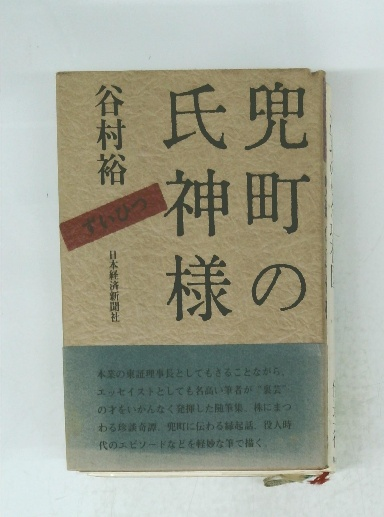 兜町の
氏神様
谷村裕
ずいひつ
日本経済新聞社
本業の東証理事長としてもさることながら、
エッセイストとしても名高い筆者が“裏芸”
の才をいかんなく発揮した随筆集。株にまつ
わる珍談奇譚、兜町に伝わる縁起話、役人時
代のエピソードなどを軽妙な筆で描く。